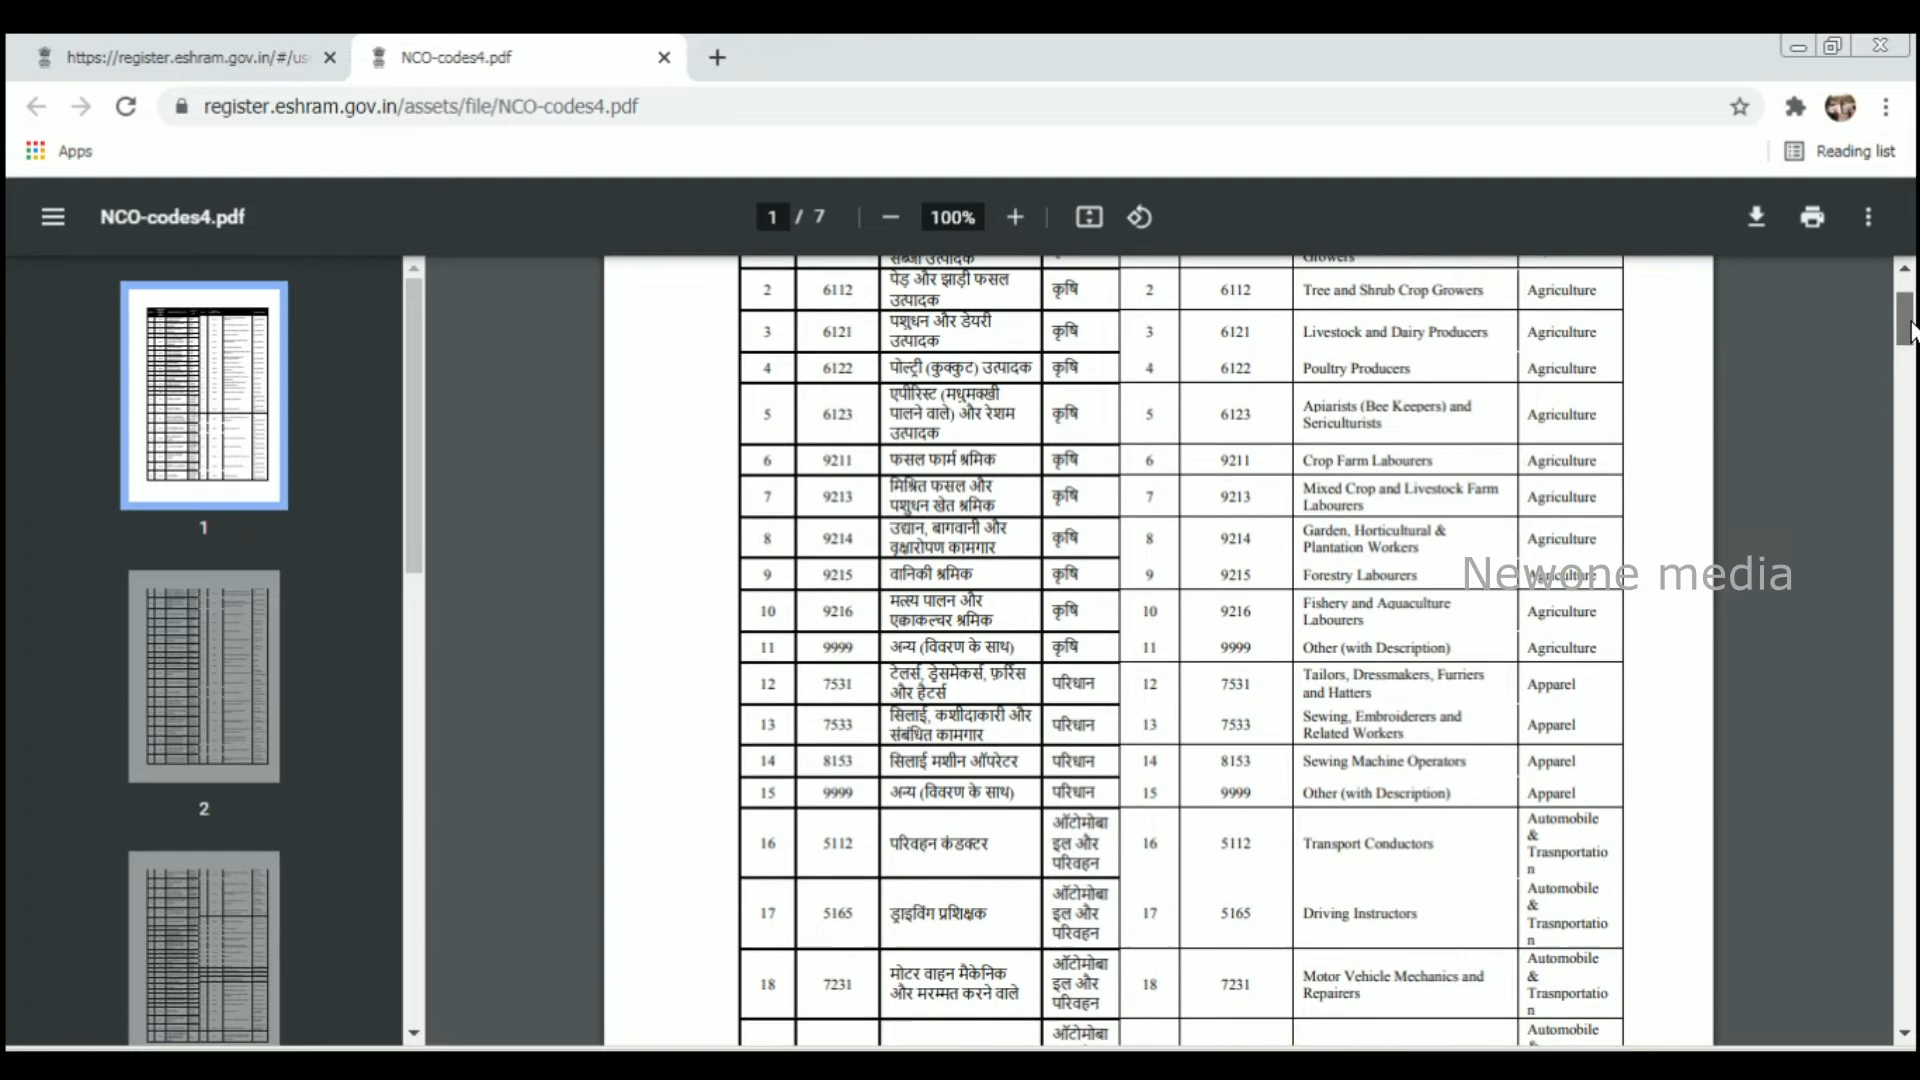 https://register.eshram.gov.in/#/us
NCO-codes4.pdf
register.eshram.gov.in/assets/file/NCO-codes4.pdf
Apps
Reading list
NCO-codes4.pdf
1 / 7
100%
सब्जी उत्पादक Growers
2 6112 पेड़ और झाड़ी फसल उत्पादक कृषि 2 6112 Tree and Shrub Crop Growers Agriculture
3 6121 पशुधन और डेयरी उत्पादक कृषि 3 6121 Livestock and Dairy Producers Agriculture
4 6122 पोल्ट्री (कुक्कुट) उत्पादक कृषि 4 6122 Poultry Producers Agriculture
5 6123 एपीरिस्ट (मधुमक्खी पालने वाले) और रेशम उत्पादक कृषि 5 6123 Apiarists (Bee Keepers) and Sericulturists Agriculture
6 9211 फसल फार्म श्रमिक कृषि 6 9211 Crop Farm Labourers Agriculture
7 9213 मिश्रित फसल और पशुधन खेत श्रमिक कृषि 7 9213 Mixed Crop and Livestock Farm Labourers Agriculture
8 9214 उद्यान, बागवानी और वृक्षारोपण कामगार कृषि 8 9214 Garden, Horticultural & Plantation Workers Agriculture
9 9215 वानिकी श्रमिक कृषि 9 9215 Forestry Labourers Agriculture
Newone media
10 9216 मत्स्य पालन और एक्वाकल्चर श्रमिक कृषि 10 9216 Fishery and Aquaculture Labourers Agriculture
11 9999 अन्य (विवरण के साथ) कृषि 11 9999 Other (with Description) Agriculture
12 7531 टेलर्स, ड्रेसमेकर्स, फ़र्रिस और हैटर्स परिधान 12 7531 Tailors, Dressmakers, Furriers and Hatters Apparel
13 7533 सिलाई, कशीदाकारी और संबंधित कामगार परिधान 13 7533 Sewing, Embroiderers and Related Workers Apparel
14 8153 सिलाई मशीन ऑपरेटर परिधान 14 8153 Sewing Machine Operators Apparel
15 9999 अन्य (विवरण के साथ) परिधान 15 9999 Other (with Description) Apparel
16 5112 परिवहन कंडक्टर ऑटोमोबाइल और परिवहन 16 5112 Transport Conductors Automobile & Trasnportation
17 5165 ड्राइविंग प्रशिक्षक ऑटोमोबाइल और परिवहन 17 5165 Driving Instructors Automobile & Trasnportation
18 7231 मोटर वाहन मैकेनिक और मरम्मत करने वाले ऑटोमोबाइल और परिवहन 18 7231 Motor Vehicle Mechanics and Repairers Automobile & Trasnportation
ऑटोमोबा Automobile
1
2